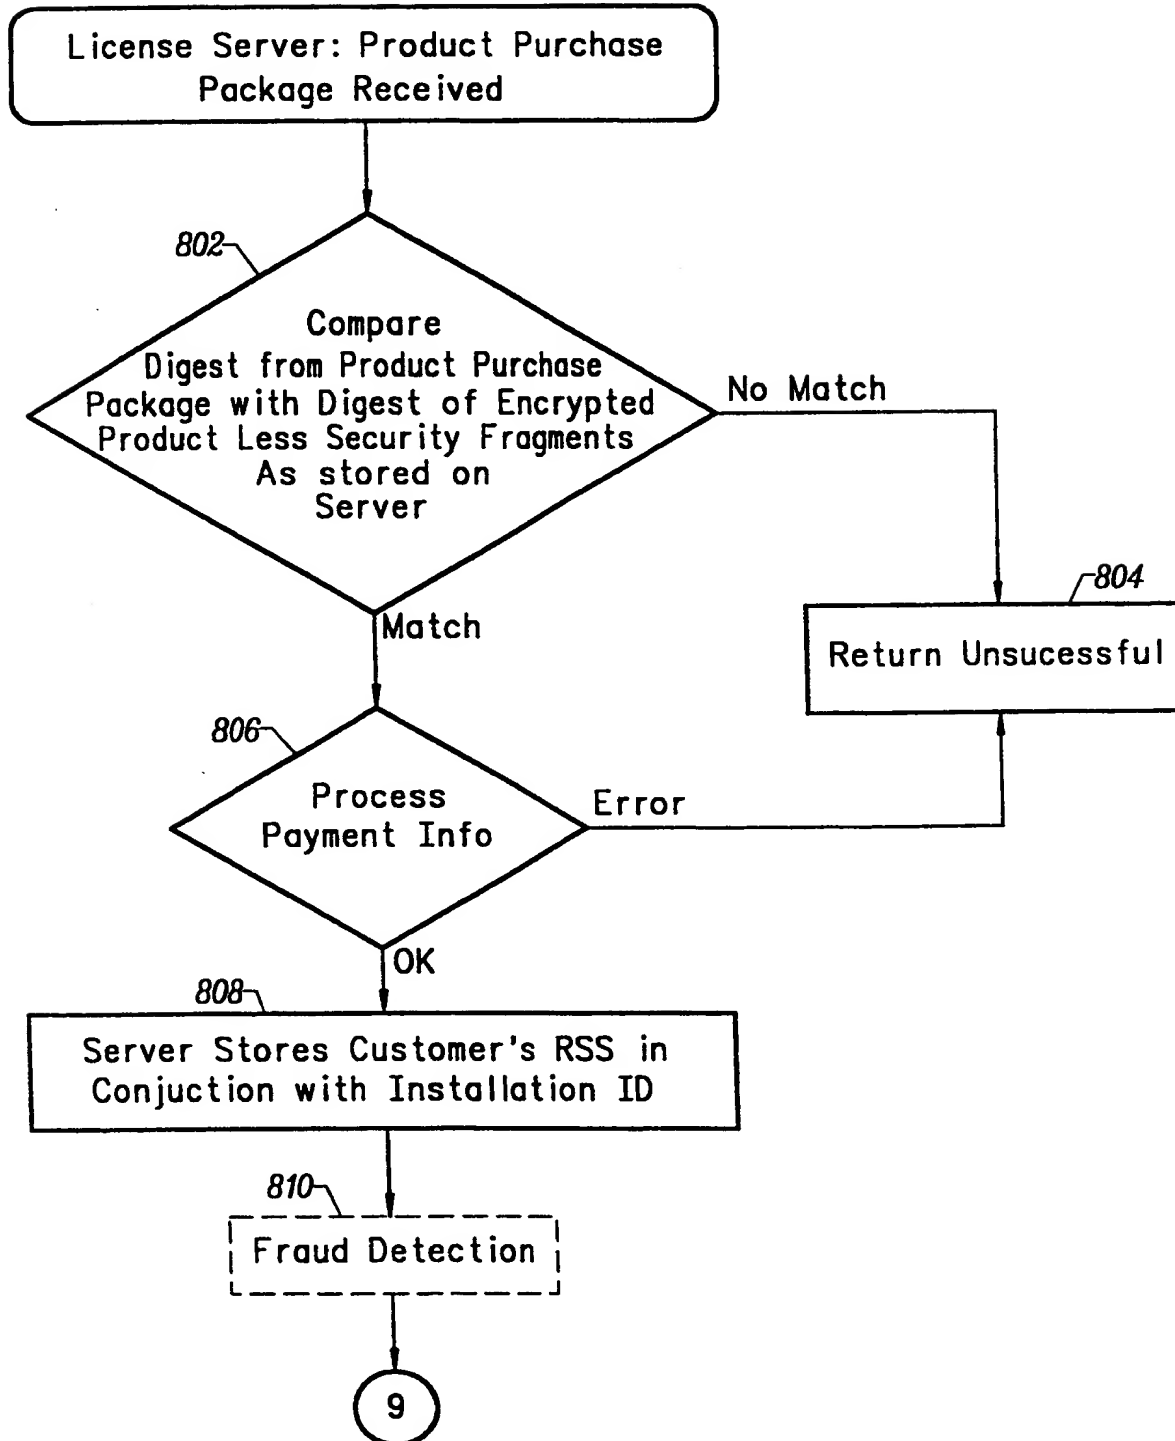 License Server: Product Purchase
Package Received
802
Compare
Digest from Product Purchase
Package with Digest of Encrypted
Product Less Security Fragments
As stored on
Server
No Match
804
Return Unsucessful
Match
806
Process
Payment Info
Error
OK
808
Server Stores Customer's RSS in
Conjuction with Installation ID
810
Fraud Detection
9